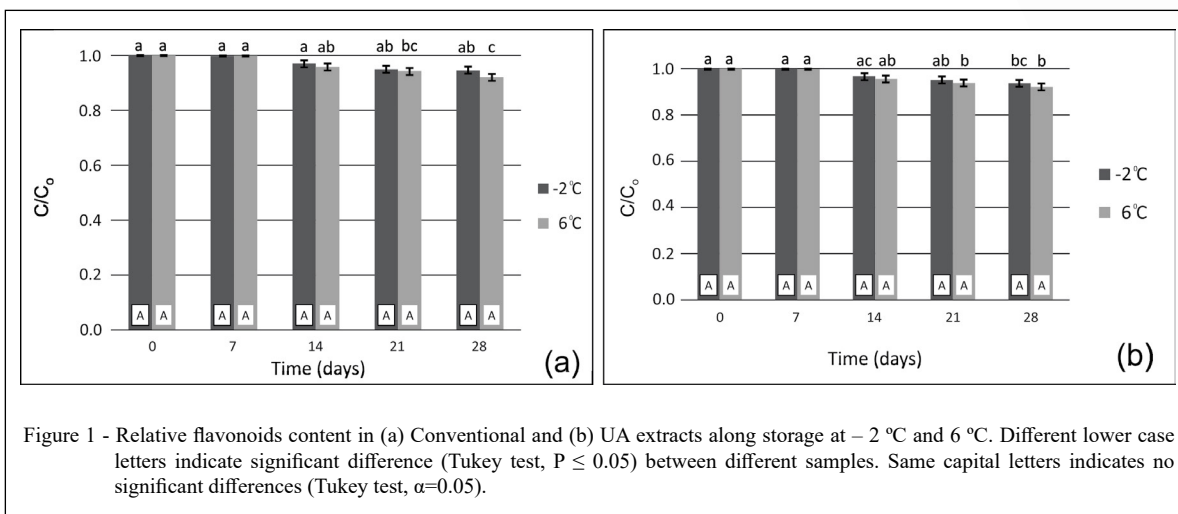 a a a a a ab ab bc ab c
1.0
0.8
0.6
0.4
0.2
0.0
C/Co
A A A A A A A A A A
0 7 14 21 28
Time (days)
-2 ⁰C
6 ⁰C
(a)
a a a a ac ab ab b bc b
1.0
0.8
0.6
0.4
0.2
0.0
C/Co
A A A A A A A A A A
0 7 14 21 28
Time (days)
-2 ⁰C
6 ⁰C
(b)
Figure 1 - Relative flavonoids content in (a) Conventional and (b) UA extracts along storage at – 2 ºC and 6 ºC. Different lower case
letters indicate significant difference (Tukey test, P ≤ 0.05) between different samples. Same capital letters indicates no
significant differences (Tukey test, α=0.05).